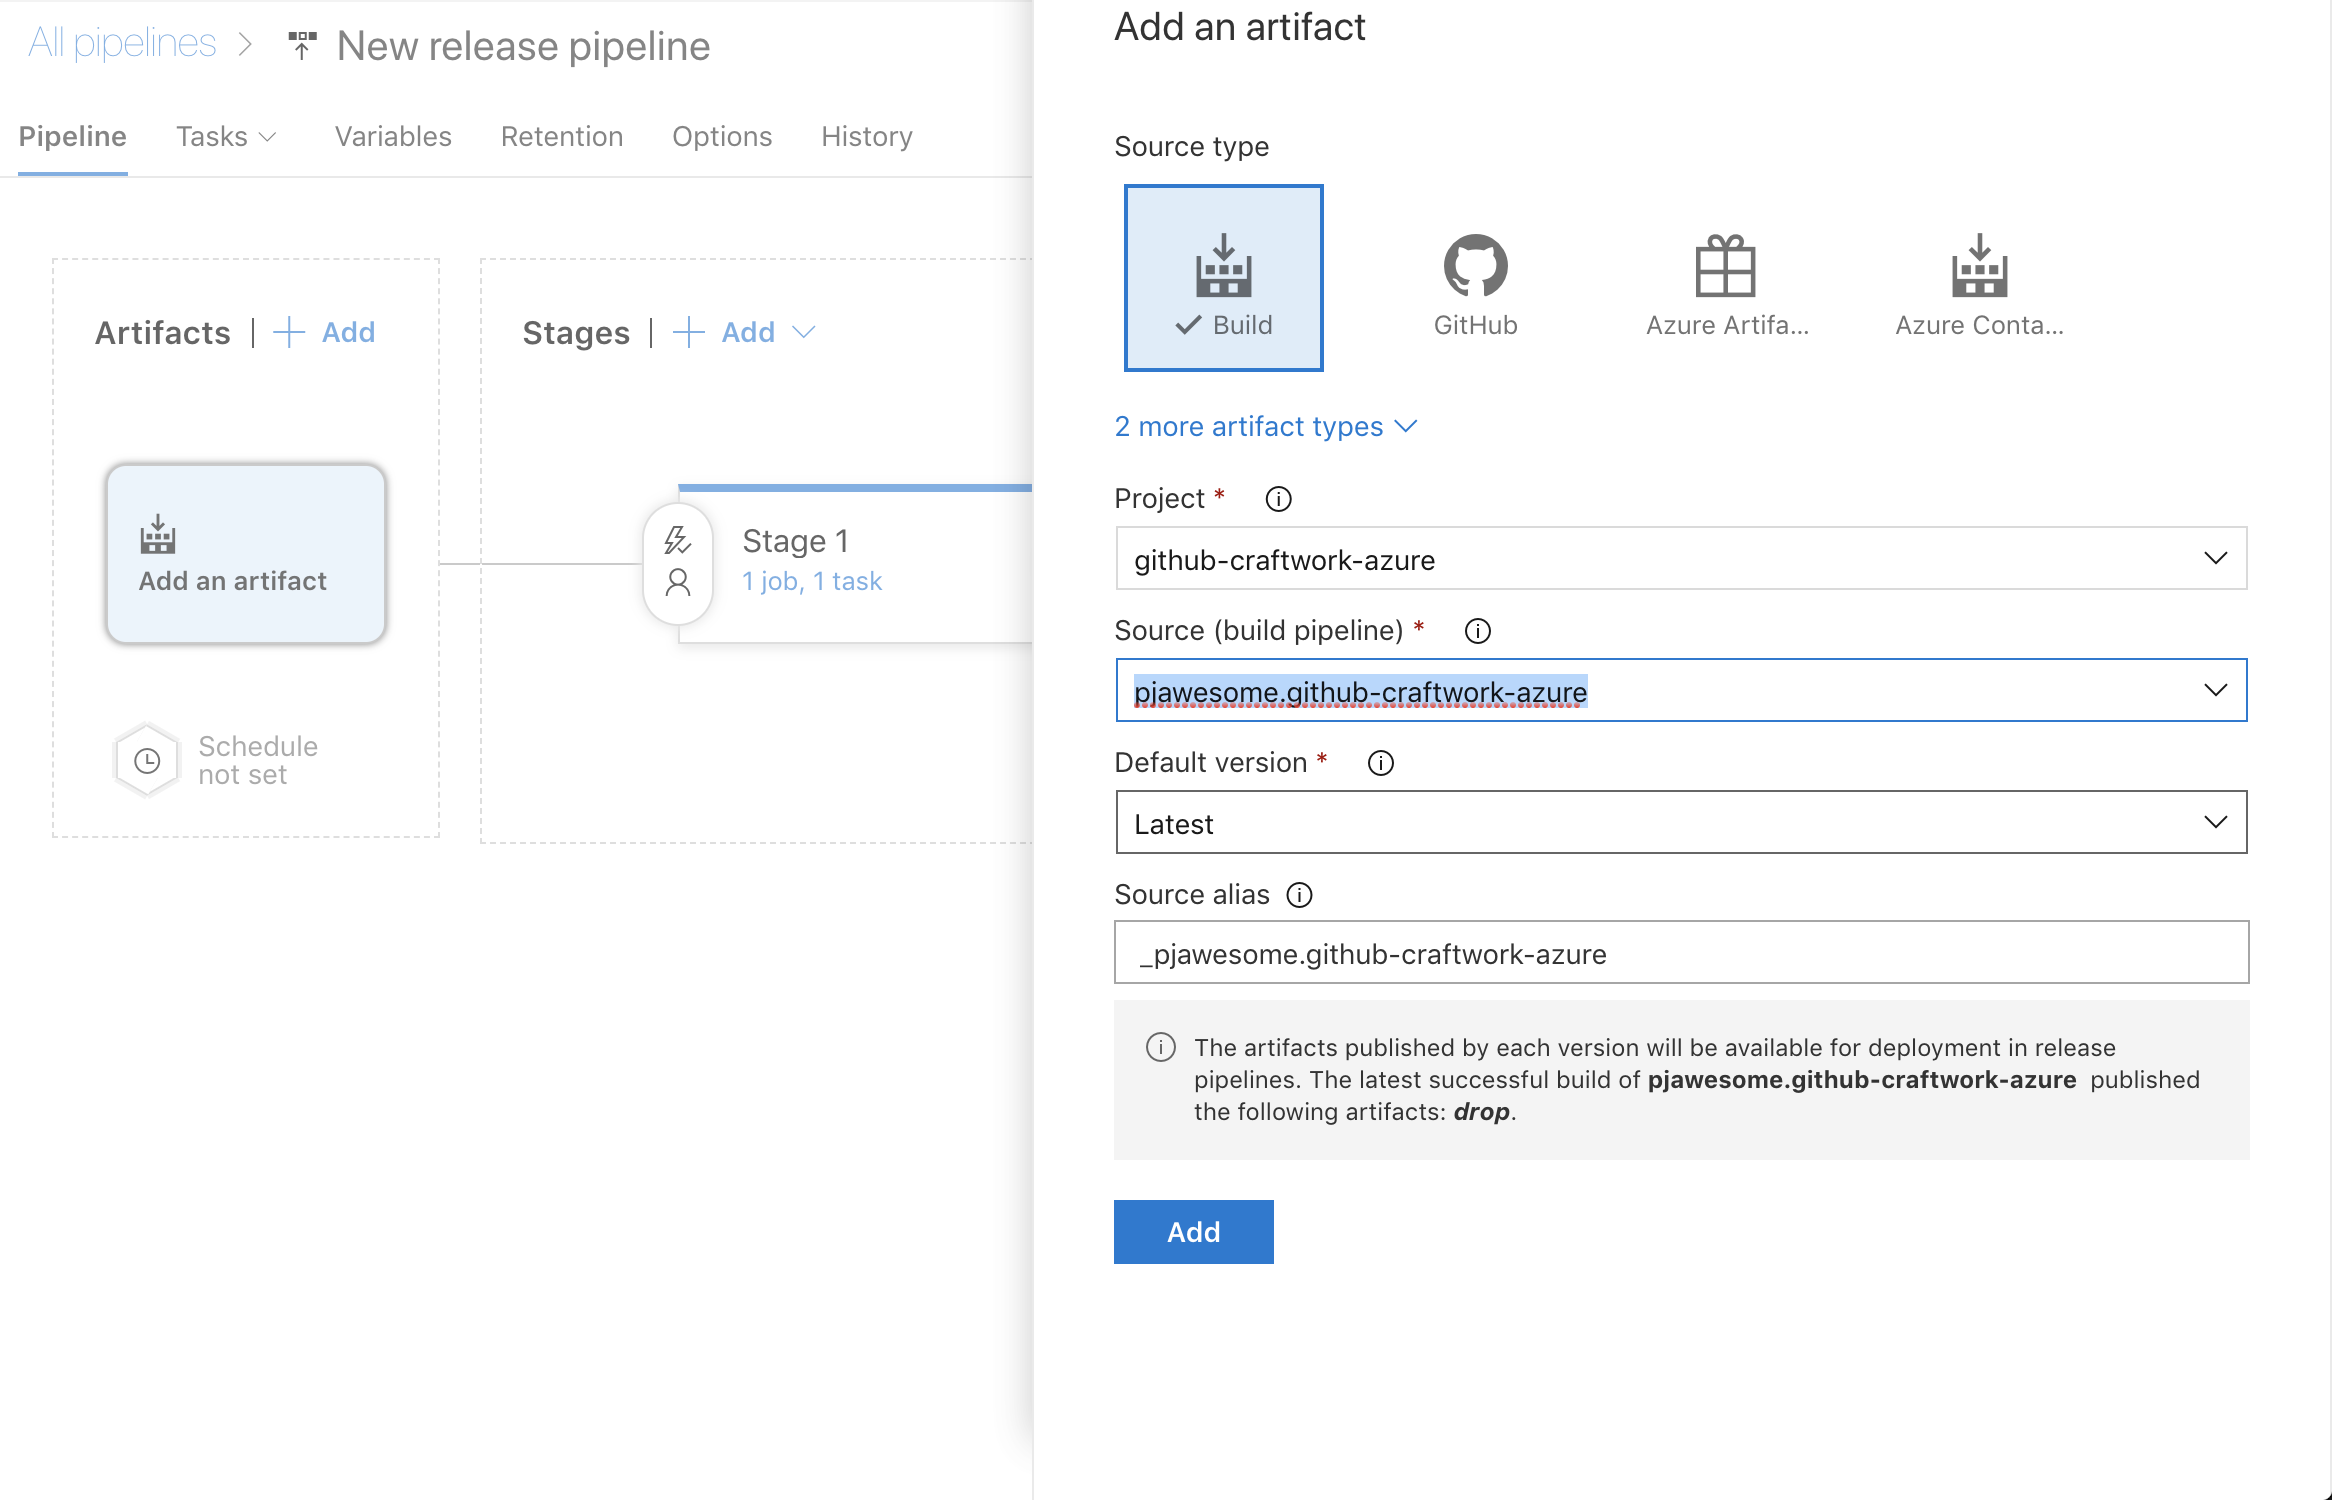 All pipelines
New release pipeline
Pipeline
Tasks
Variables
Retention
Options
History
Artifacts | + Add
Stages | + Add
Add an artifact
Schedule
not set
Stage 1
1 job, 1 task
Add an artifact
Source type
Build
GitHub
Azure Artifa...
Azure Conta...
2 more artifact types
Project *
github-craftwork-azure
Source (build pipeline) *
pjawesome.github-craftwork-azure
Default version *
Latest
Source alias
_pjawesome.github-craftwork-azure
The artifacts published by each version will be available for deployment in release
pipelines. The latest successful build of pjawesome.github-craftwork-azure published
the following artifacts: drop.
Add